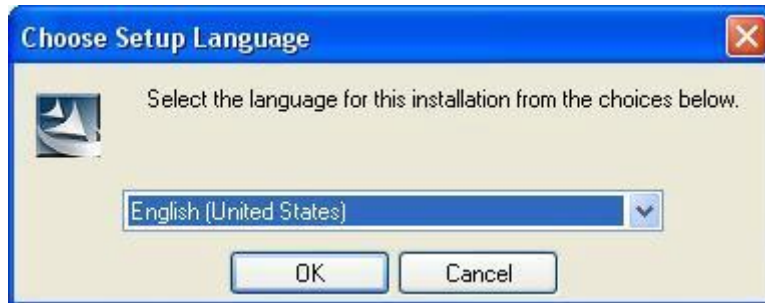 Choose Setup Language
Select the language for this installation from the choices below.
English (United States)
OK
Cancel